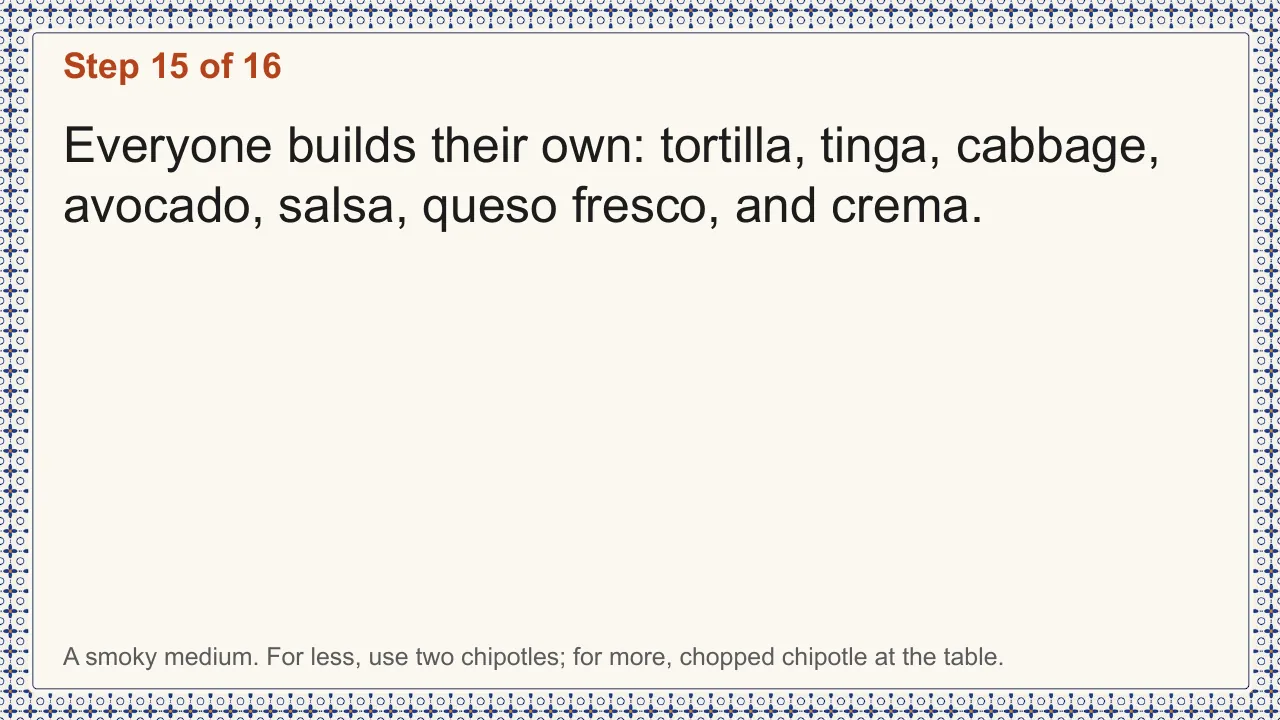 Step 15 of 16
Everyone builds their own: tortilla, tinga, cabbage,
avocado, salsa, queso fresco, and crema.
A smoky medium. For less, use two chipotles; for more, chopped chipotle at the table.